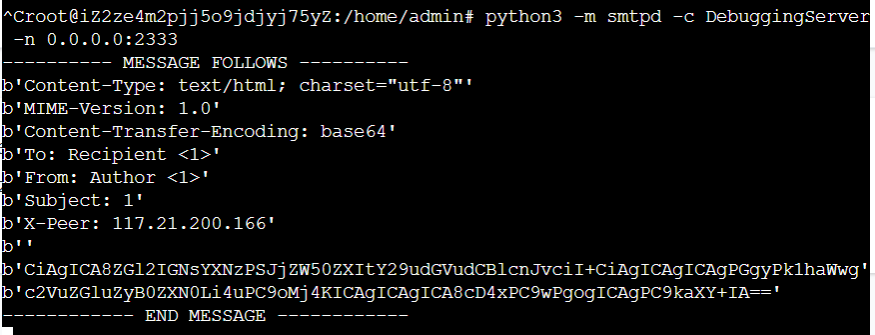 ^Croot@iZ2ze4m2pjj5o9jdjyj75yZ:/home/admin# python3 -m smtpd -c DebuggingServer
-n 0.0.0.0:2333
---------- MESSAGE FOLLOWS ----------
b'Content-Type: text/html; charset="utf-8"'
b'MIME-Version: 1.0'
b'Content-Transfer-Encoding: base64'
b'To: Recipient <1>'
b'From: Author <1>'
b'Subject: 1'
b'X-Peer: 117.21.200.166'
b''
b'CiAgICA8ZGl2IGNsYXNzPSJjZW50ZXItY29udGVudCBlcnJvciI+CiAgICAgICAgPGgyPk1haWwg'
b'c2VuZGluZyB0ZXN0Li4uPC9oMj4KICAgICAgICA8cD4xPC9wPgogICAgPC9kaXY+IA=='
------------ END MESSAGE ------------